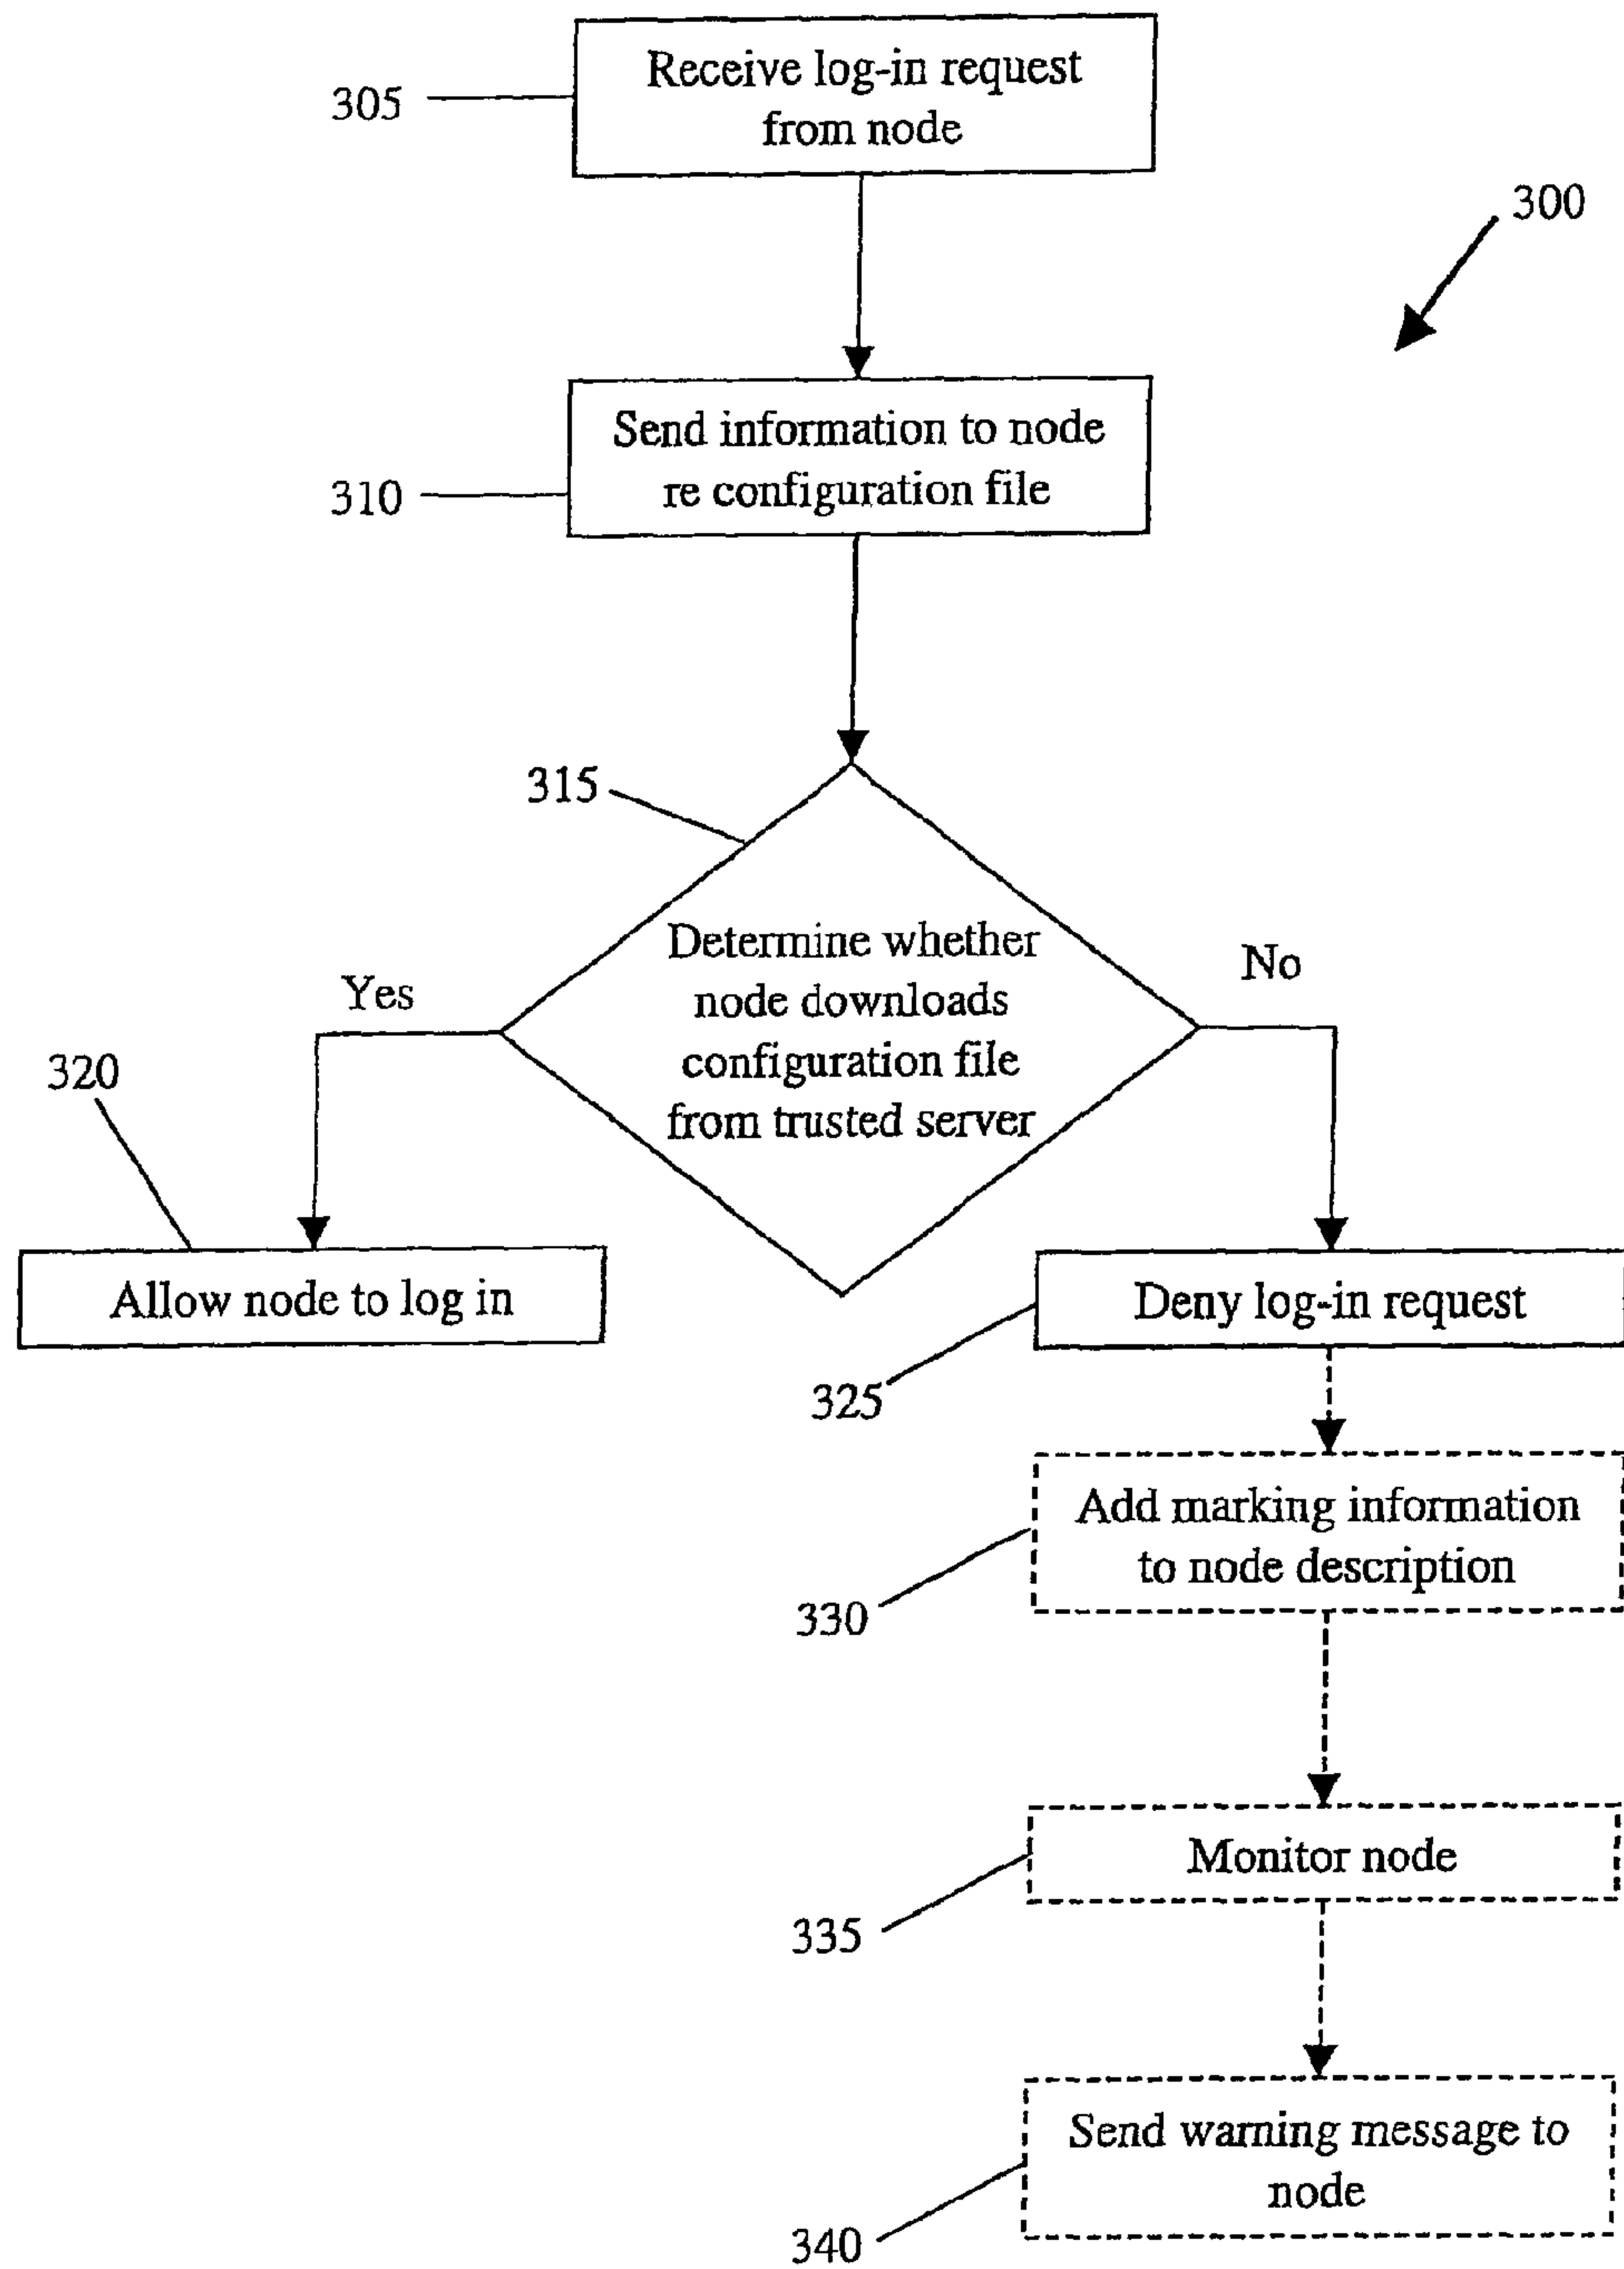 Receive log-in request
from node
305
300
Send information to node
re configuration file
310
315
Determine whether
node downloads
configuration file
from trusted server
Yes
No
320
Allow node to log in
Deny log-in request
325
Add marking information
to node description
330
Monitor node
335
Send warning message to
node
340